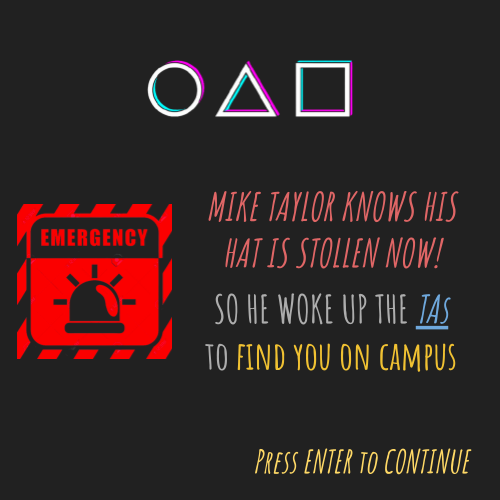 EMERGENCY
MIKE TAYLOR KNOWS HIS
HAT IS STOLLEN NOW!
SO HE WOKE UP THE TAs
TO FIND YOU ON CAMPUS
Press ENTER to CONTINUE